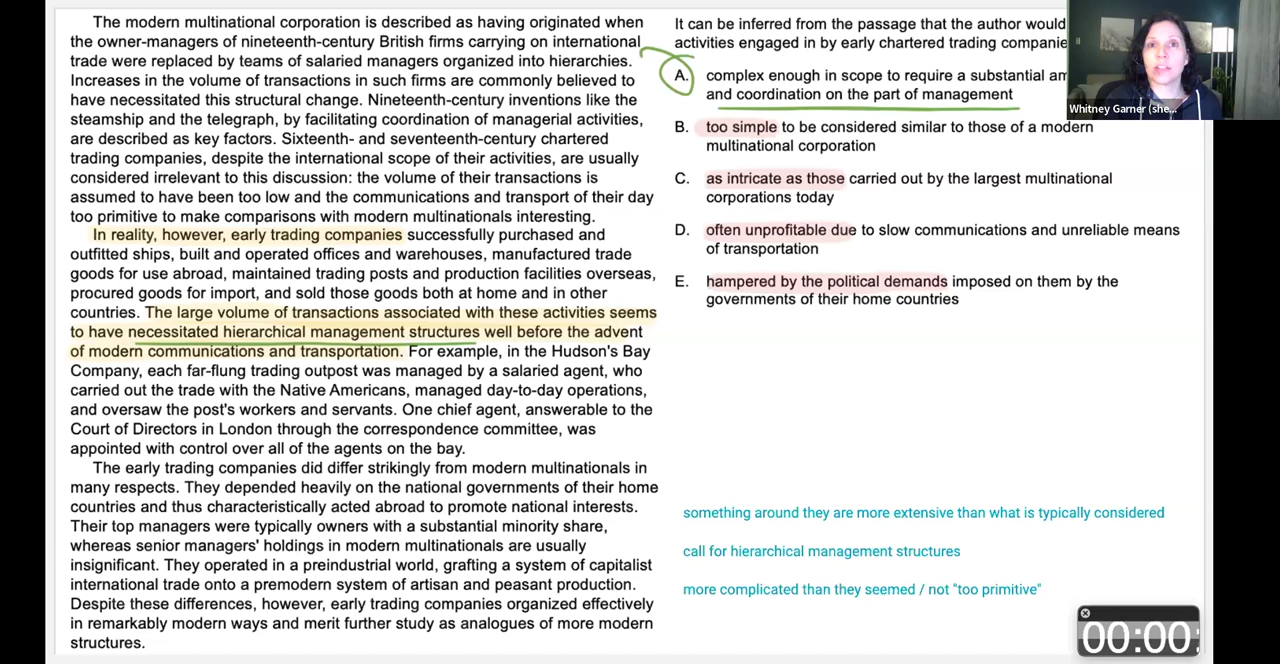 The modern multinational corporation is described as having originated when
the owner-managers of nineteenth-century British firms carrying on international
trade were replaced by teams of salaried managers organized into hierarchies.
Increases in the volume of transactions in such firms are commonly believed to
have necessitated this structural change. Nineteenth-century inventions like the
steamship and the telegraph, by facilitating coordination of managerial activities,
are described as key factors. Sixteenth- and seventeenth-century chartered
trading companies, despite the international scope of their activities, are usually
considered irrelevant to this discussion: the volume of their transactions is
assumed to have been too low and the communications and transport of their day
too primitive to make comparisons with modern multinationals interesting.
In reality, however, early trading companies successfully purchased and
outfitted ships, built and operated offices and warehouses, manufactured trade
goods for use abroad, maintained trading posts and production facilities overseas,
procured goods for import, and sold those goods both at home and in other
countries. The large volume of transactions associated with these activities seems
to have necessitated hierarchical management structures well before the advent
of modern communications and transportation. For example, in the Hudson's Bay
Company, each far-flung trading outpost was managed by a salaried agent, who
carried out the trade with the Native Americans, managed day-to-day operations,
and oversaw the post's workers and servants. One chief agent, answerable to the
Court of Directors in London through the correspondence committee, was
appointed with control over all of the agents on the bay.
The early trading companies did differ strikingly from modern multinationals in
many respects. They depended heavily on the national governments of their home
countries and thus characteristically acted abroad to promote national interests.
Their top managers were typically owners with a substantial minority share,
whereas senior managers' holdings in modern multinationals are usually
insignificant. They operated in a preindustrial world, grafting a system of capitalist
international trade onto a premodern system of artisan and peasant production.
Despite these differences, however, early trading companies organized effectively
in remarkably modern ways and merit further study as analogues of more modern
structures.
It can be inferred from the passage that the author would
activities engaged in by early chartered trading companie
A. complex enough in scope to require a substantial am
and coordination on the part of management
B. too simple to be considered similar to those of a modern
multinational corporation
C. as intricate as those carried out by the largest multinational
corporations today
D. often unprofitable due to slow communications and unreliable means
of transportation
E. hampered by the political demands imposed on them by the
governments of their home countries
something around they are more extensive than what is typically considered
call for hierarchical management structures
more complicated than they seemed / not "too primitive"
Whitney Garner (she...
00:00: